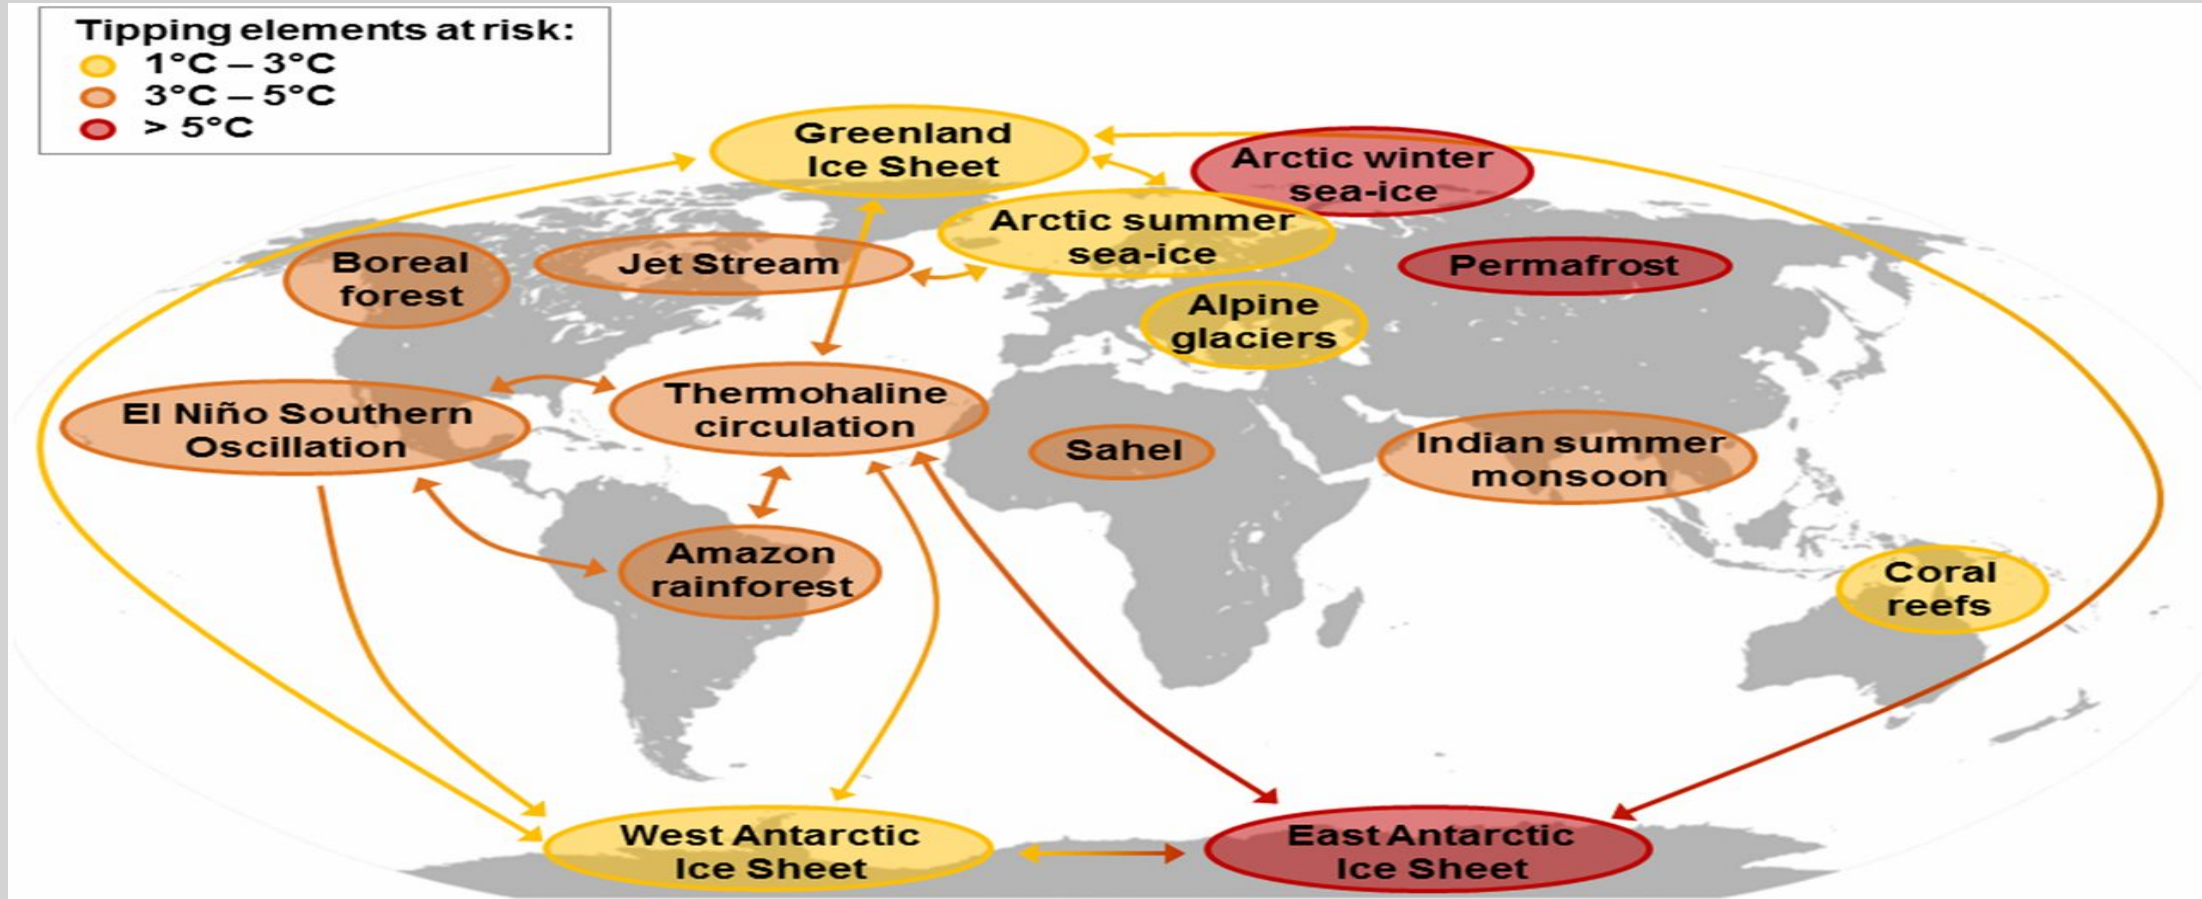 Tipping elements at risk:
1°C – 3°C
3°C – 5°C
> 5°C
Greenland
Ice Sheet
Arctic winter
sea-ice
Arctic summer
sea-ice
Boreal
forest
Jet Stream
Permafrost
Alpine
glaciers
El Niño Southern
Oscillation
Thermohaline
circulation
Sahel
Indian summer
monsoon
Amazon
rainforest
Coral
reefs
West Antarctic
Ice Sheet
East Antarctic
Ice Sheet